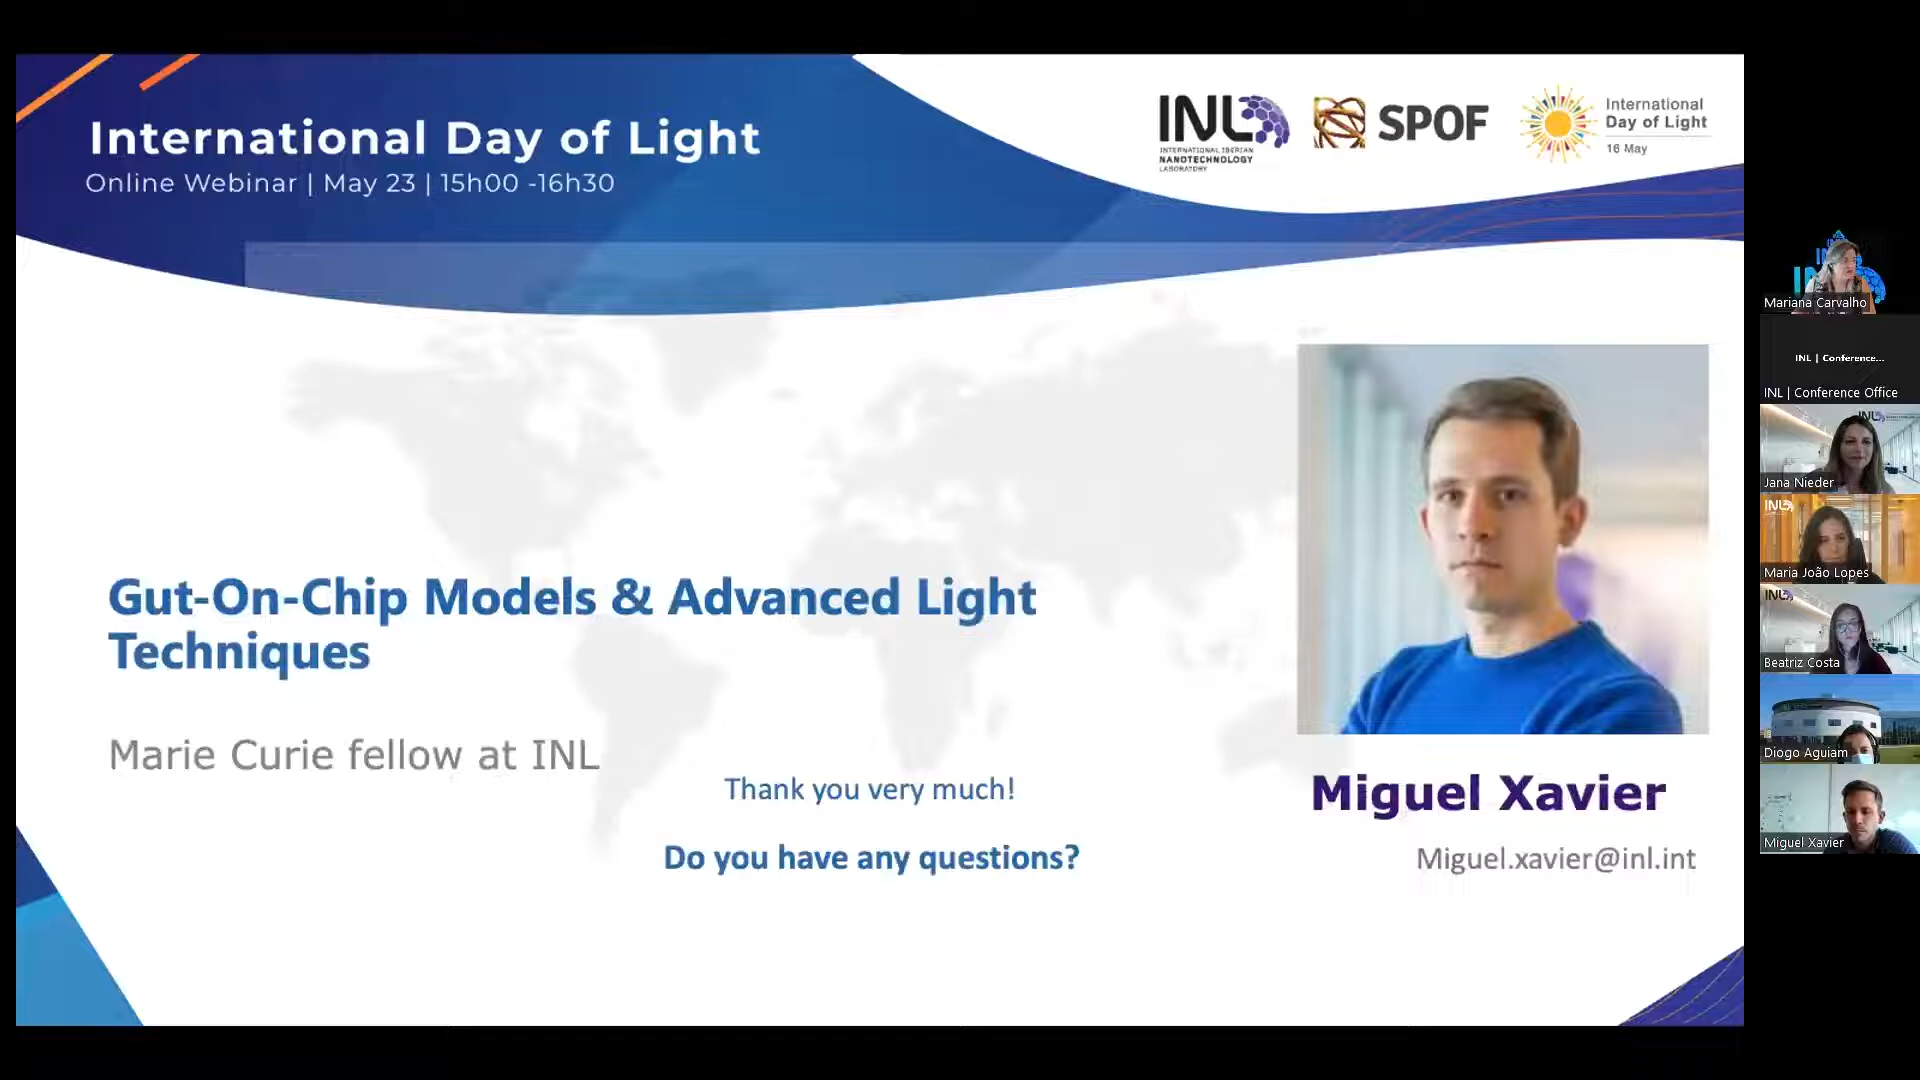 International Day of Light
Online Webinar | May 23 | 15h00 -16h30
INL
INTERNATIONAL IBERIAN
NANOTECHNOLOGY
LABORATORY
SPOF
International
Day of Light
16 May
Gut-On-Chip Models & Advanced Light
Techniques
Marie Curie fellow at INL
Thank you very much!
Do you have any questions?
Miguel Xavier
Miguel.xavier@inl.int
Mariana Carvalho
INL | Conference...
INL | Conference Office
INL
Jana Nieder
INL
Maria João Lopes
INL
Beatriz Costa
Diogo Aguiam
Miguel Xavier